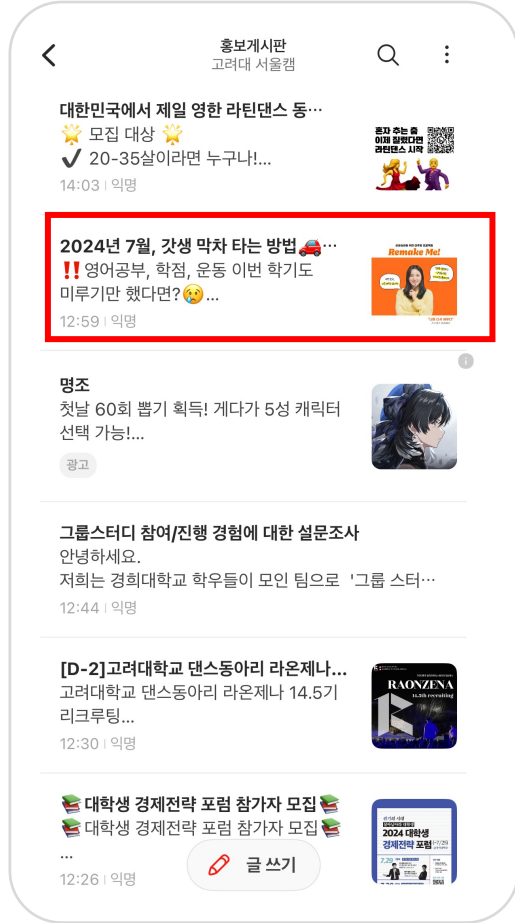 홍보게시판
고려대 서울캠
대한민국에서 제일 영한 라틴댄스 동…
🌟 모집 대상 🌟
✔ 20-35살이라면 누구나!...
14:03 | 익명
혼자 추는 춤
이제 질렸다면
라틴댄스 시작
2024년 7월, 갓생 막차 타는 방법🚗…
‼️영어공부, 학점, 운동 이번 학기도
미루기만 했다면?😢...
12:59 | 익명
Remake Me!
명조
첫날 60회 뽑기 획득! 게다가 5성 캐릭터
선택 가능!...
광고
그룹스터디 참여/진행 경험에 대한 설문조사
안녕하세요.
저희는 경희대학교 학우들이 모인 팀으로 '그룹 스터…
12:44 | 익명
[D-2]고려대학교 댄스동아리 라온제나...
고려대학교 댄스동아리 라온제나 14.5기
리크루팅...
12:30 | 익명
RAONZENA
14.5th recruiting
📚대학생 경제전략 포럼 참가자 모집📚
📚대학생 경제전략 포럼 참가자 모집📚
...
12:26 | 익명
2024 대학생
경제전략 포럼
7.29
글 쓰기